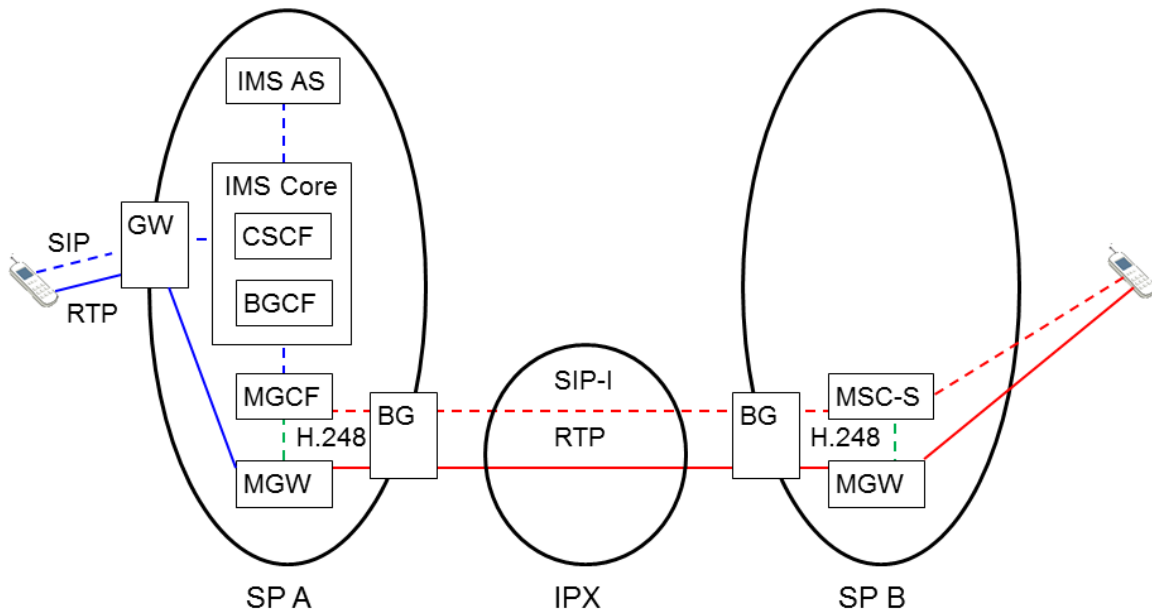 IMS AS
IMS Core
GW
CSCF
SIP
BGCF
RTP
MGCF
BG
SIP-I
BG
MSC-S
H.248
RTP
H.248
MGW
MGW
SP A
IPX
SP B